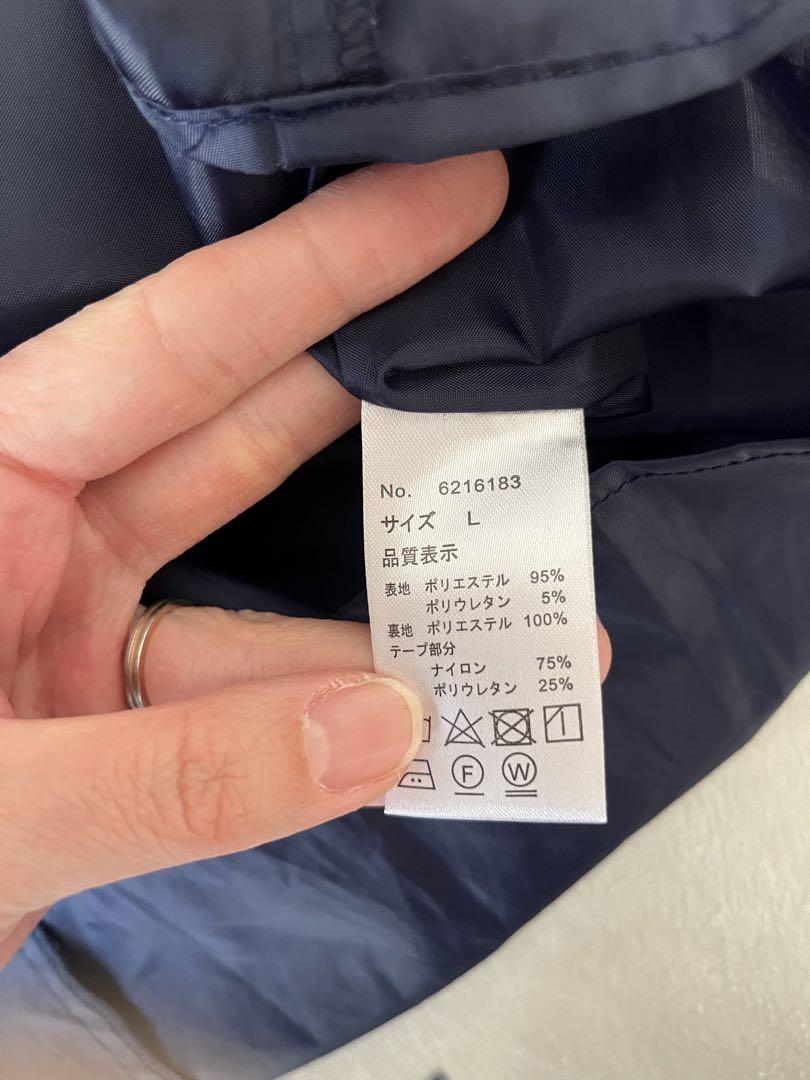 No. 6216183
サイズ L
品質表示
表地 ポリエステル 95%
ポリウレタン 5%
裏地 ポリエステル 100%
テープ部分
ナイロン 75%
ポリウレタン 25%
F W